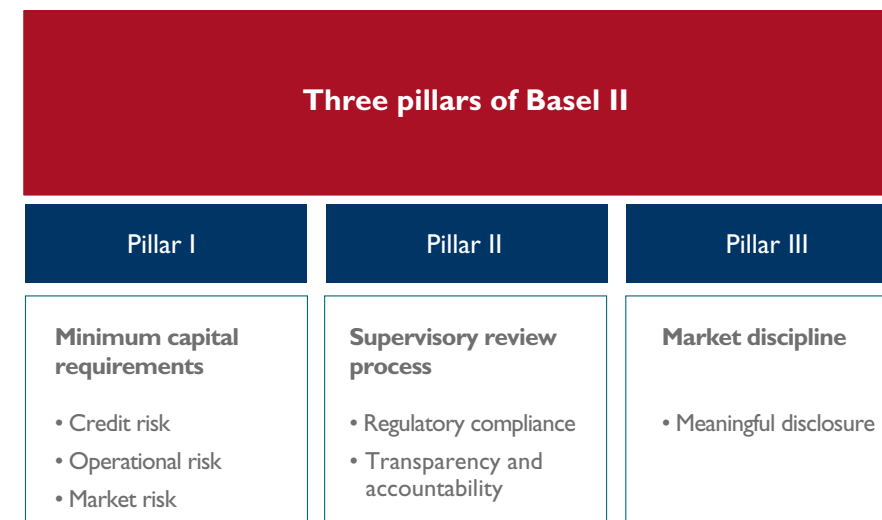 Three pillars of Basel II
Pillar I
Pillar II
Pillar III
Minimum capital
requirements
• Credit risk
• Operational risk
• Market risk
Supervisory review
process
• Regulatory compliance
• Transparency and
accountability
Market discipline
• Meaningful disclosure